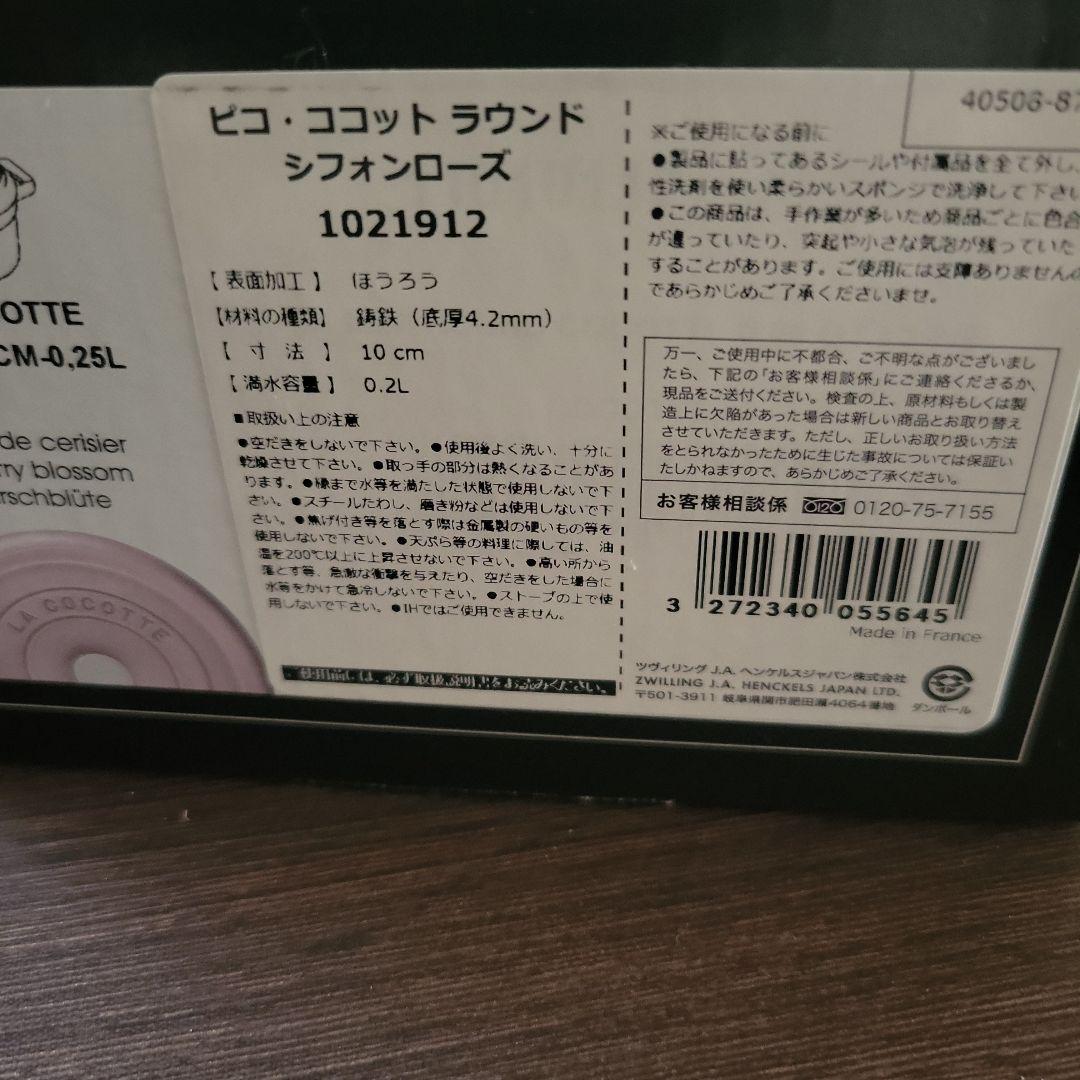 OTTE
CM-0,25L
de cerisier
rry blossom
rschblüte
LA COCOTTE
ピコ・ココット ラウンド
シフォンローズ
1021912
【 表面加工 】 ほうろう
【材料の種類】 鋳鉄（底厚4.2mm）
【 寸 法 】 10 cm
【 満水容量 】 0.2L
■取扱い上の注意
●空だきをしないで下さい。●使用後よく洗い、十分に
乾燥させて下さい。●取っ手の部分は熱くなることがあ
ります。●縁まで水等を満たした状態で使用しないで下
さい。●スチールたわし、磨き粉などは使用しないで下
さい。●焦げ付き等を落とす際は金属製の硬いもの等を
使用しないで下さい。●天ぷら等の料理に際しては、油
温を200℃以上に上昇させないで下さい。●高い所から
落とす等、急激な衝撃を与えたり、空だきをした場合に
水等をかけて急冷しないで下さい。●ストーブの上で使
用しないで下さい。●IHではご使用できません。
使用前には、必ず取扱説明書をお読みください。
40508-87
※ご使用になる前に
●製品に貼ってあるシールや付属品を全て外し、
性洗剤を使い柔らかいスポンジで洗浄して下さい
●この商品は、手作業が多いため商品ごとに色合
が違っていたり、突起や小さな気泡が残っていた
することがあります。ご使用には支障ありませんの
であらかじめご了承くださいませ。
万一、ご使用中に不都合、ご不明な点がございまし
たら、下記の「お客様相談係」にご連絡くださるか、
現品をご送付ください。検査の上、原材料もしくは製
造上に欠陥があった場合は新しい商品とお取り替え
させていただきます。ただし、正しいお取り扱い方法
をとられなかったために生じた事故については保証い
たしかねますので、あらかじめご了承ください。
お客様相談係 0120 0120-75-7155
3 272340 055645
Made in France
ツヴィリング J.A. ヘンケルスジャパン株式会社
ZWILLING J.A. HENCKELS JAPAN LTD.
〒501-3911 岐阜県関市肥田瀬4064番地
ダンボール